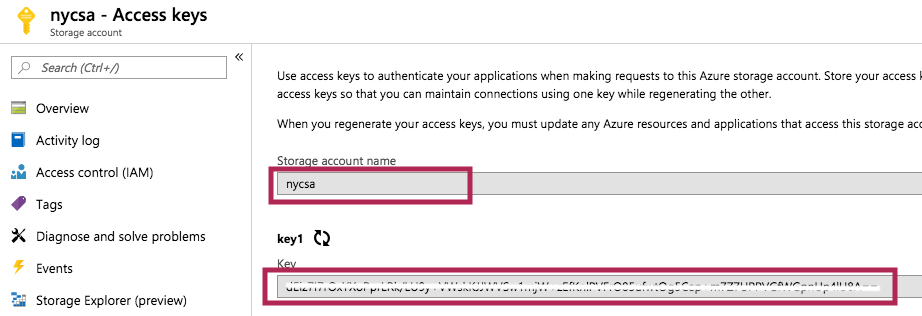 nycsa - Access keys
Storage account
Search (Ctrl+/)
«
Overview
Activity log
Access control (IAM)
Tags
Diagnose and solve problems
Events
Storage Explorer (preview)
Use access keys to authenticate your applications when making requests to this Azure storage account. Store your access k
access keys so that you can maintain connections using one key while regenerating the other.
When you regenerate your access keys, you must update any Azure resources and applications that access this storage acc
Storage account name
nycsa
key1
Key